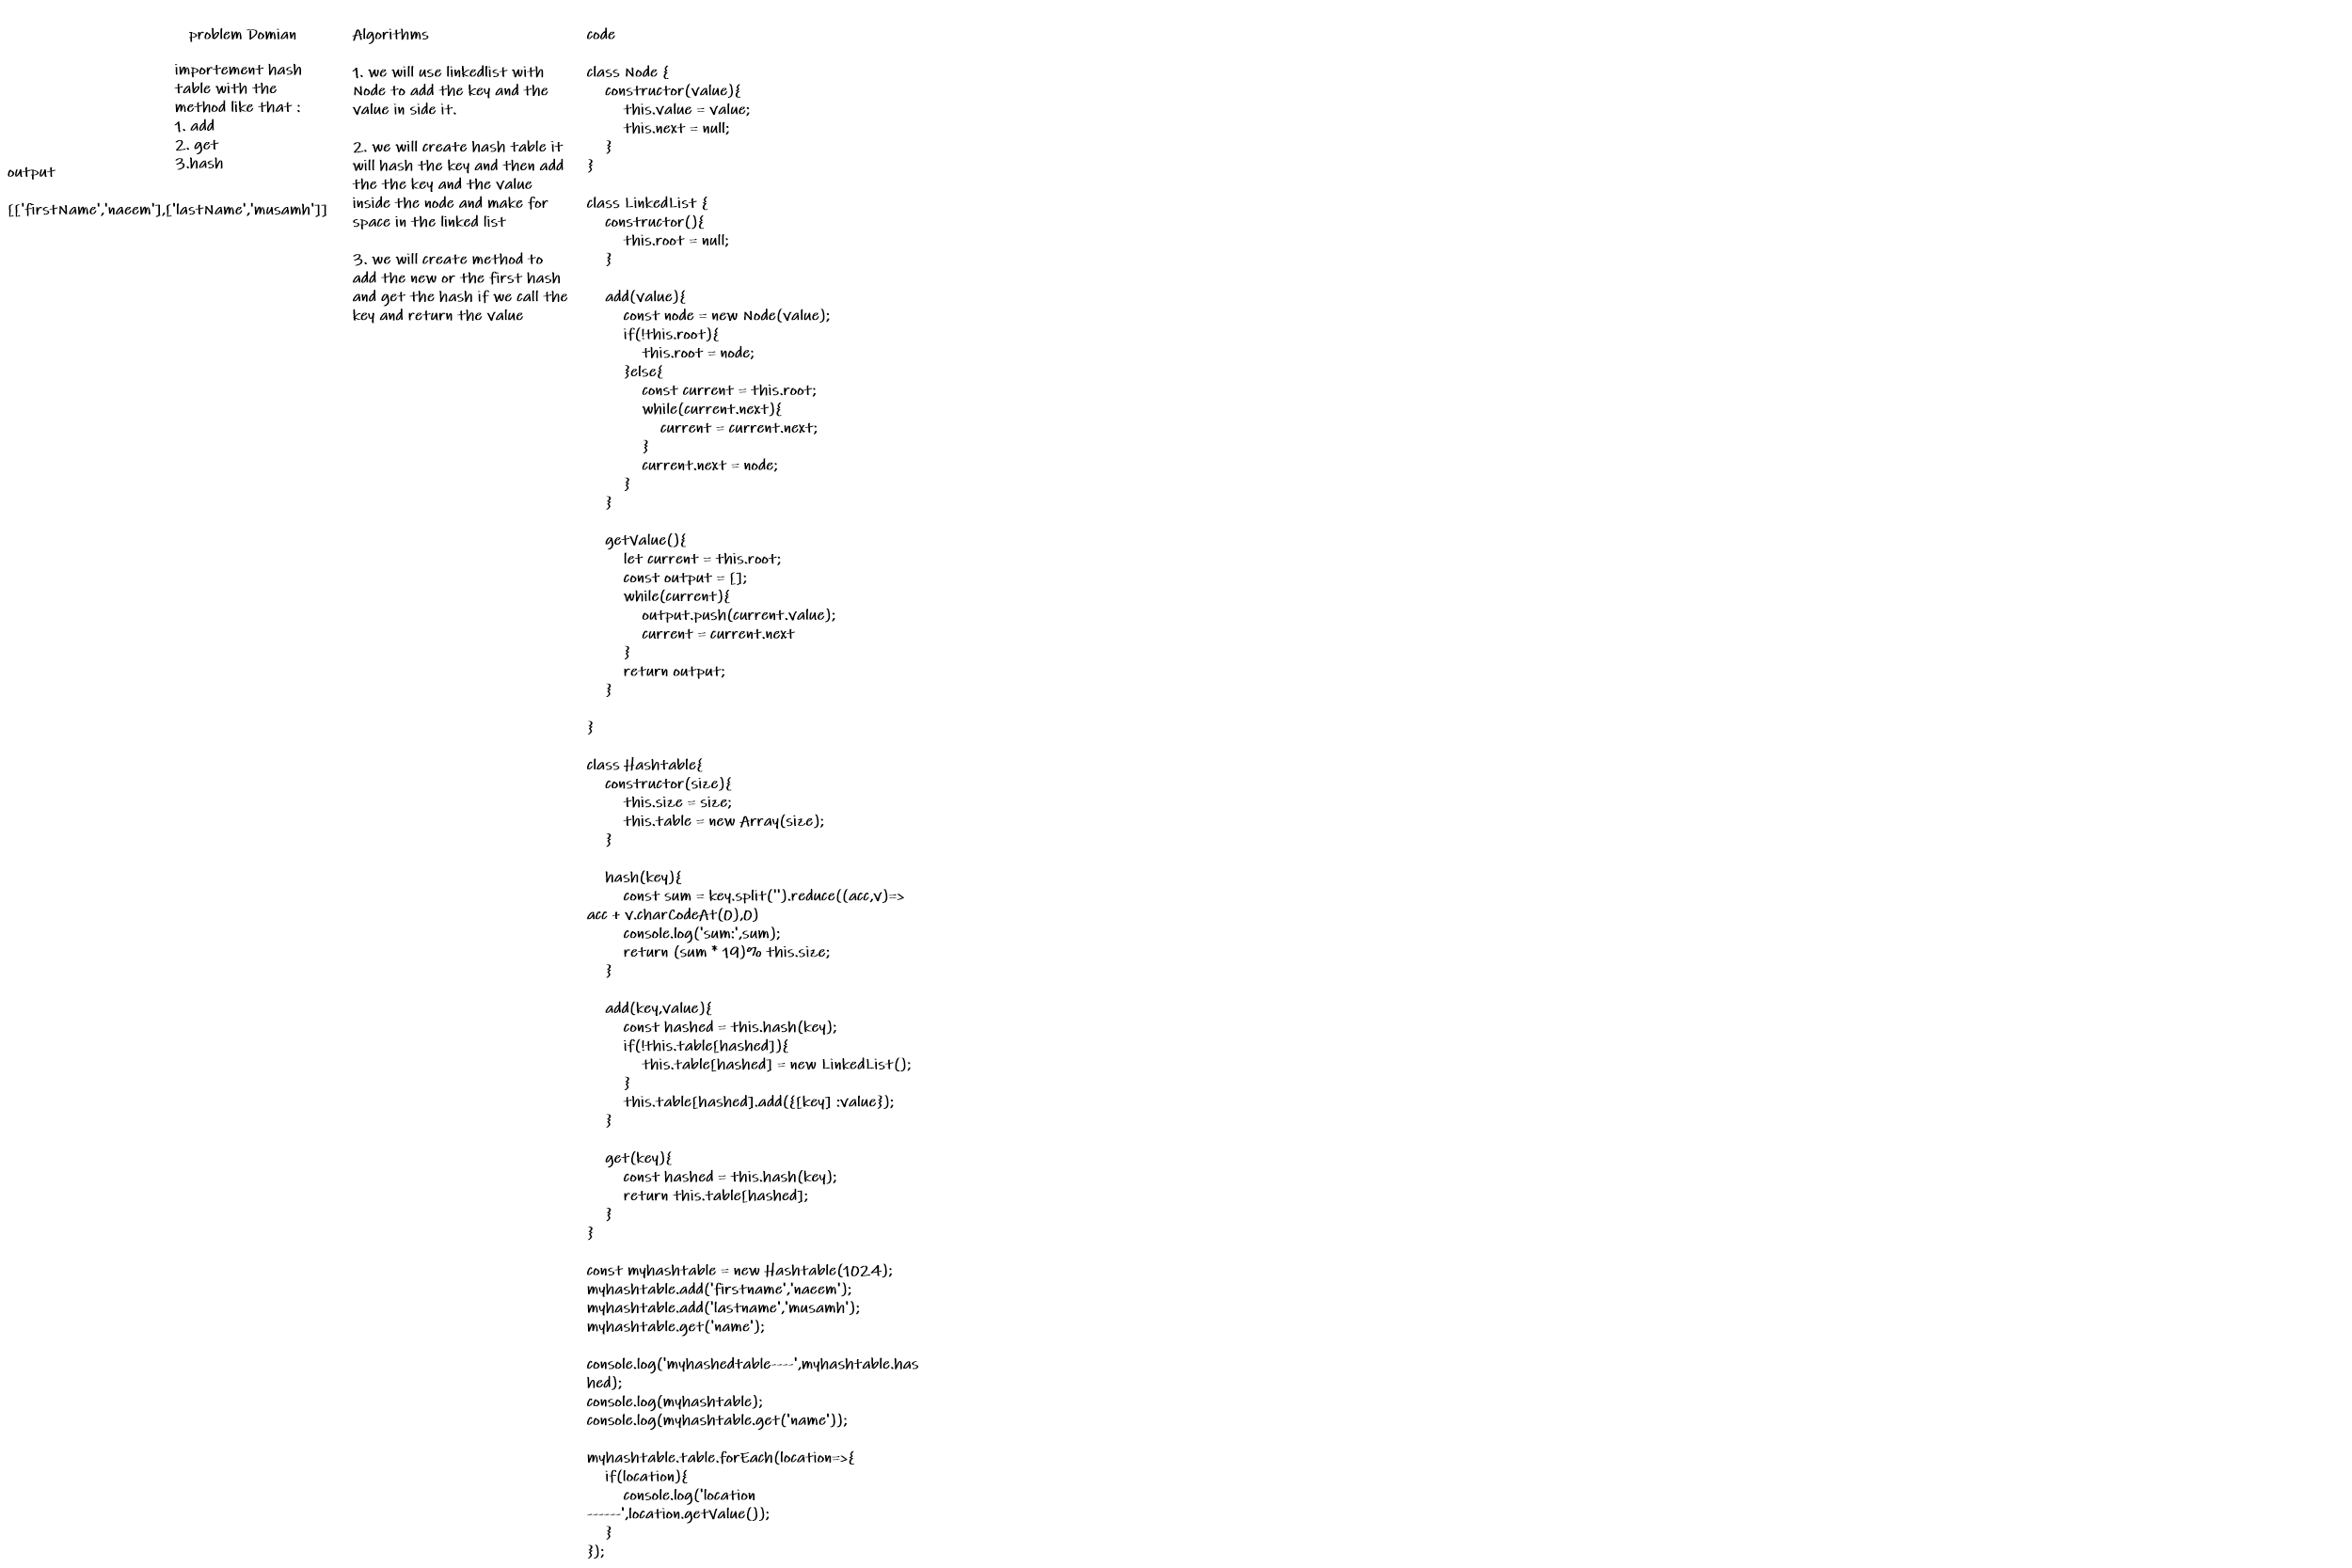 problem Domian
importement hash
table with the
method like that :
1. add
2. get
3.hash
output
[['firstName','naeem'],['lastName','musamh']]
Algorithms
1. we will use linkedlist with
Node to add the key and the
value in side it.
2. we will create hash table it
will hash the key and then add
the the key and the value
inside the node and make for
space in the linked list
3. we will create method to
add the new or the first hash
and get the hash if we call the
key and return the value
code
class Node {
constructor(value){
this.value = value;
this.next = null;
}
}
class LinkedList {
constructor(){
this.root = null;
}
add(value){
const node = new Node(value);
if(!this.root){
this.root = node;
}else{
const current = this.root;
while(current.next){
current = current.next;
}
current.next = node;
}
}
getValue(){
let current = this.root;
const output = [];
while(current){
output.push(current.value);
current = current.next
}
return output;
}
}
class Hashtable{
constructor(size){
this.size = size;
this.table = new Array(size);
}
hash(key){
const sum = key.split('').reduce((acc,v)=>
acc + v.charCodeAt(0),0)
console.log('sum:',sum);
return (sum * 19)% this.size;
}
add(key,value){
const hashed = this.hash(key);
if(!this.table[hashed]){
this.table[hashed] = new LinkedList();
}
this.table[hashed].add({[key] :value});
}
get(key){
const hashed = this.hash(key);
return this.table[hashed];
}
}
const myhashtable = new Hashtable(1024);
myhashtable.add('firstname','naeem');
myhashtable.add('lastname','musamh');
myhashtable.get('name');
console.log('myhashedtable----',myhashtable.has
hed);
console.log(myhashtable);
console.log(myhashtable.get('name'));
myhashtable.table.forEach(location=>{
if(location){
console.log('location
------',location.getValue());
}
});